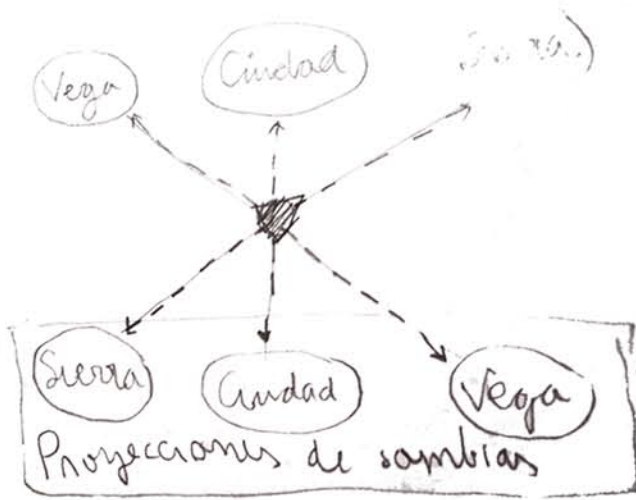 Vega
Ciudad
Sierra
Ciudad
Vega
Proyecciones de sombras